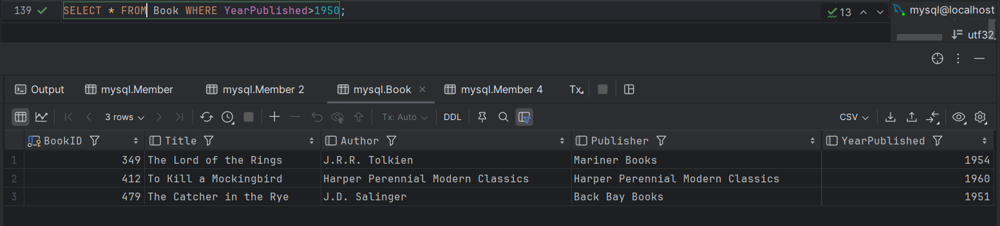 139 SELECT * FROM Book WHERE YearPublished>1950; 13 mysql@localhost
utf32_
Output mysql.Member mysql.Member 2 mysql.Book mysql.Member 4 Tx
3 rows Tx: Auto DDL CSV
BookID Title Author Publisher YearPublished
1 349 The Lord of the Rings J.R.R. Tolkien Mariner Books 1954
2 412 To Kill a Mockingbird Harper Perennial Modern Classics Harper Perennial Modern Classics 1960
3 479 The Catcher in the Rye J.D. Salinger Back Bay Books 1951